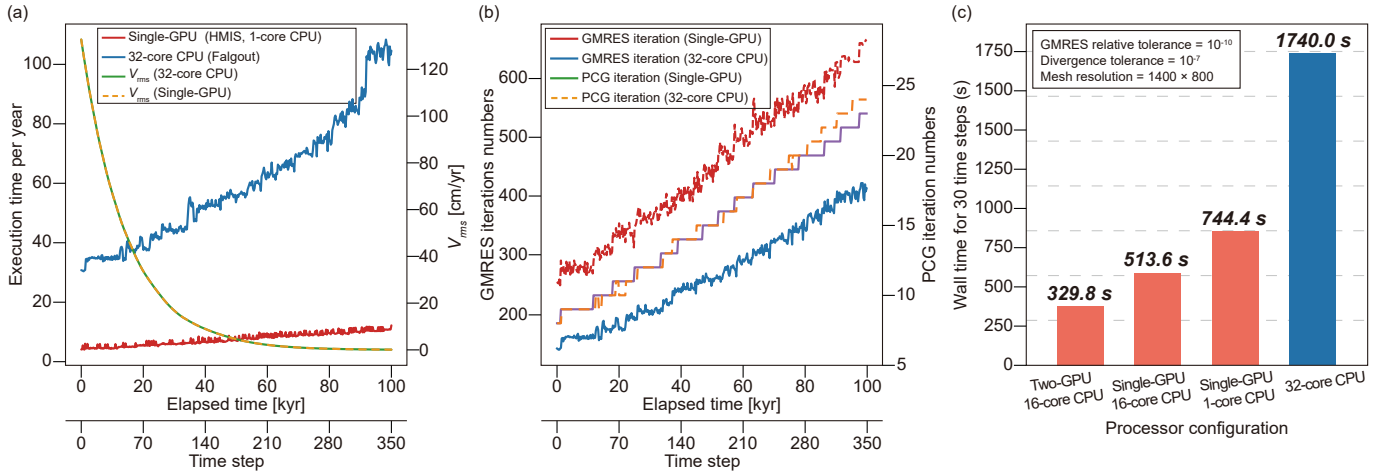 (a)
Single-GPU (HMIS, 1-core CPU)
32-core CPU (Falgout)
Vrms (32-core CPU)
Vrms (Single-GPU)
Execution time per year
100
80
60
40
20
0
Vrms [cm/yr]
120
100
80
60
40
20
0
0 20 40 60 80 100
Elapsed time [kyr]
0 70 140 210 280 350
Time step
(b)
GMRES iteration (Single-GPU)
GMRES iteration (32-core CPU)
PCG iteration (Single-GPU)
PCG iteration (32-core CPU)
GMRES iterations numbers
600
500
400
300
200
PCG iteration numbers
25
20
15
10
5
0 20 40 60 80 100
Elapsed time [kyr]
0 70 140 210 280 350
Time step
(c)
GMRES relative tolerance = 10-10
Divergence tolerance = 10-7
Mesh resolution = 1400 × 800
Wall time for 30 time steps (s)
1750
1500
1250
1000
750
500
250
0
329.8 s
513.6 s
744.4 s
1740.0 s
Two-GPU
16-core CPU
Single-GPU
16-core CPU
Single-GPU
1-core CPU
32-core CPU
Processor configuration